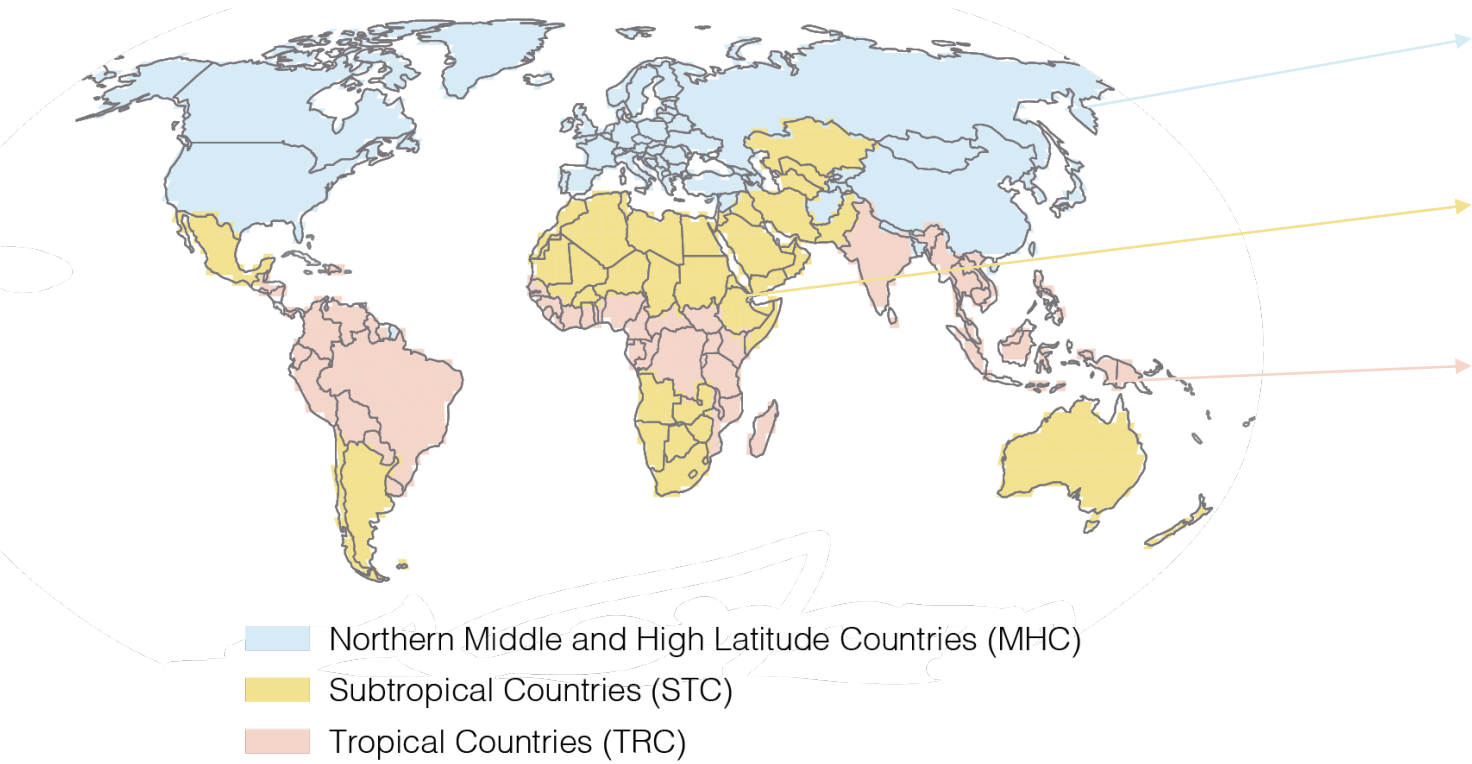 Northern Middle and High Latitude Countries (MHC)
Subtropical Countries (STC)
Tropical Countries (TRC)